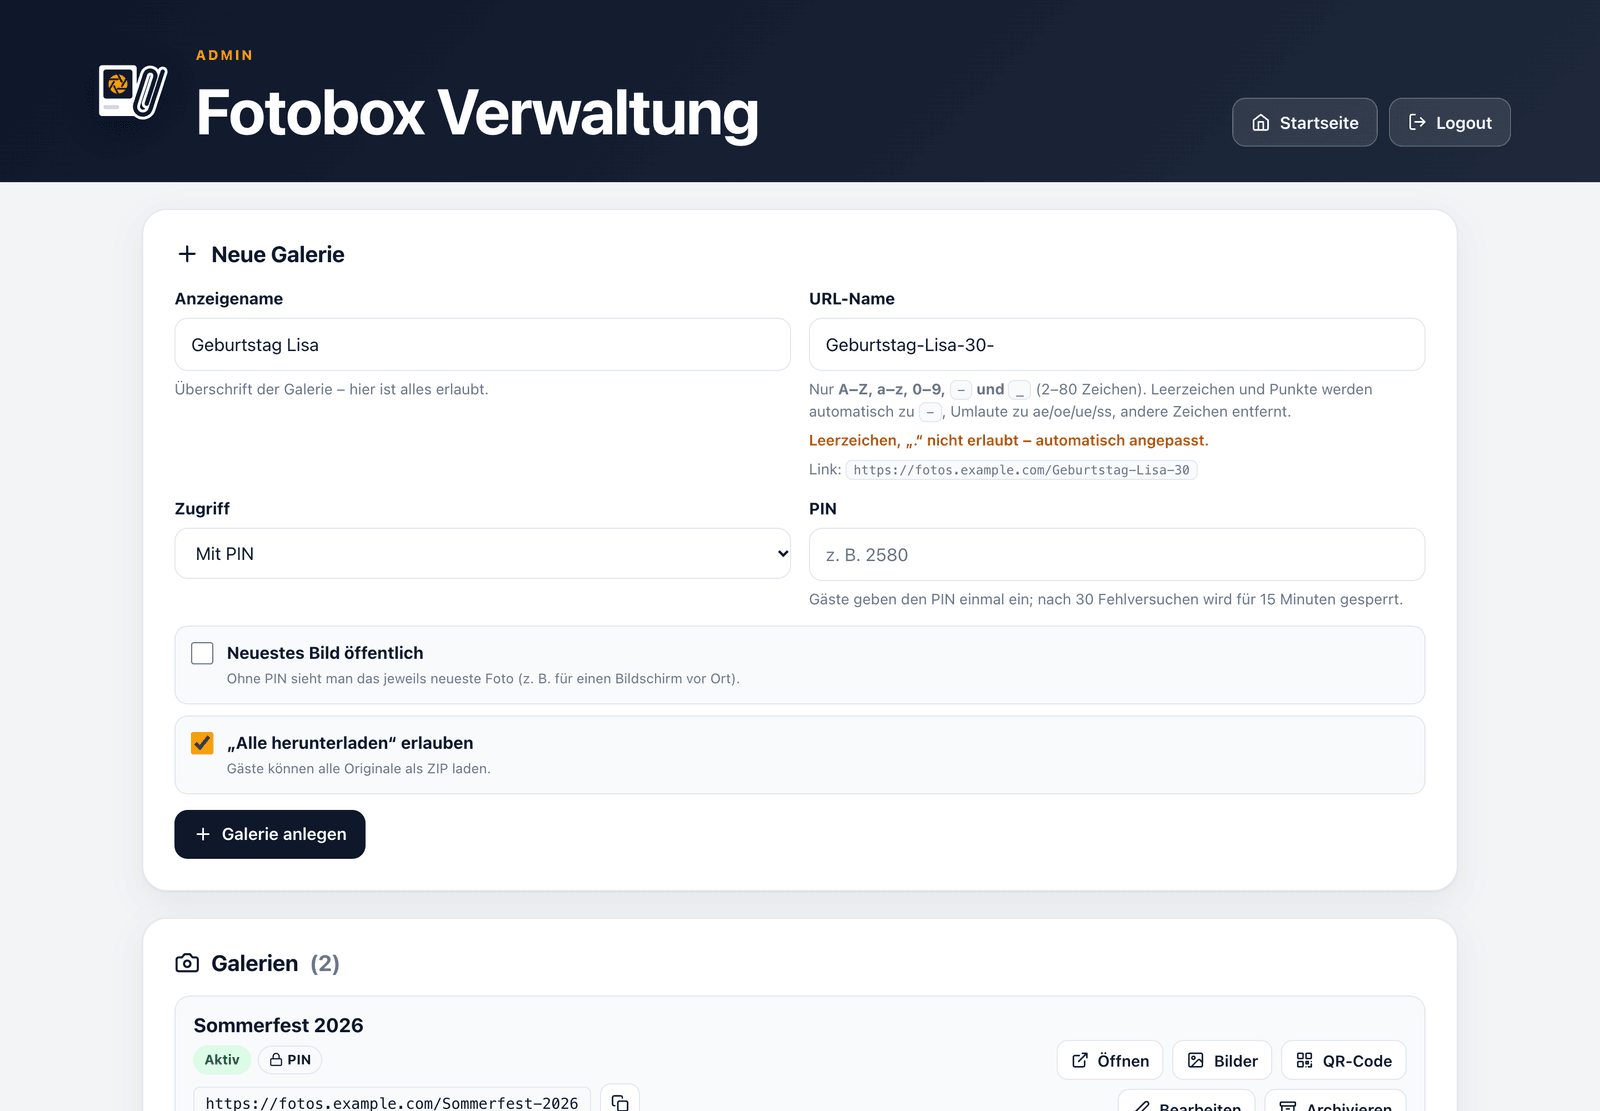 ADMIN
Fotobox Verwaltung
Startseite
Logout
Neue Galerie
Anzeigename
Geburtstag Lisa
Überschrift der Galerie – hier ist alles erlaubt.
URL-Name
Geburtstag-Lisa-30-
Nur A–Z, a–z, 0–9, - und _ (2–80 Zeichen). Leerzeichen und Punkte werden
automatisch zu -, Umlaute zu ae/oe/ue/ss, andere Zeichen entfernt.
Leerzeichen, „.“ nicht erlaubt – automatisch angepasst.
Link: https://fotos.example.com/Geburtstag-Lisa-30
Zugriff
Mit PIN
PIN
z. B. 2580
Gäste geben den PIN einmal ein; nach 30 Fehlversuchen wird für 15 Minuten gesperrt.
Neuestes Bild öffentlich
Ohne PIN sieht man das jeweils neueste Foto (z. B. für einen Bildschirm vor Ort).
„Alle herunterladen“ erlauben
Gäste können alle Originale als ZIP laden.
Galerie anlegen
Galerien (2)
Sommerfest 2026
Aktiv PIN
Öffnen Bilder QR-Code
https://fotos.example.com/Sommerfest-2026
Bearbeiten Archivieren